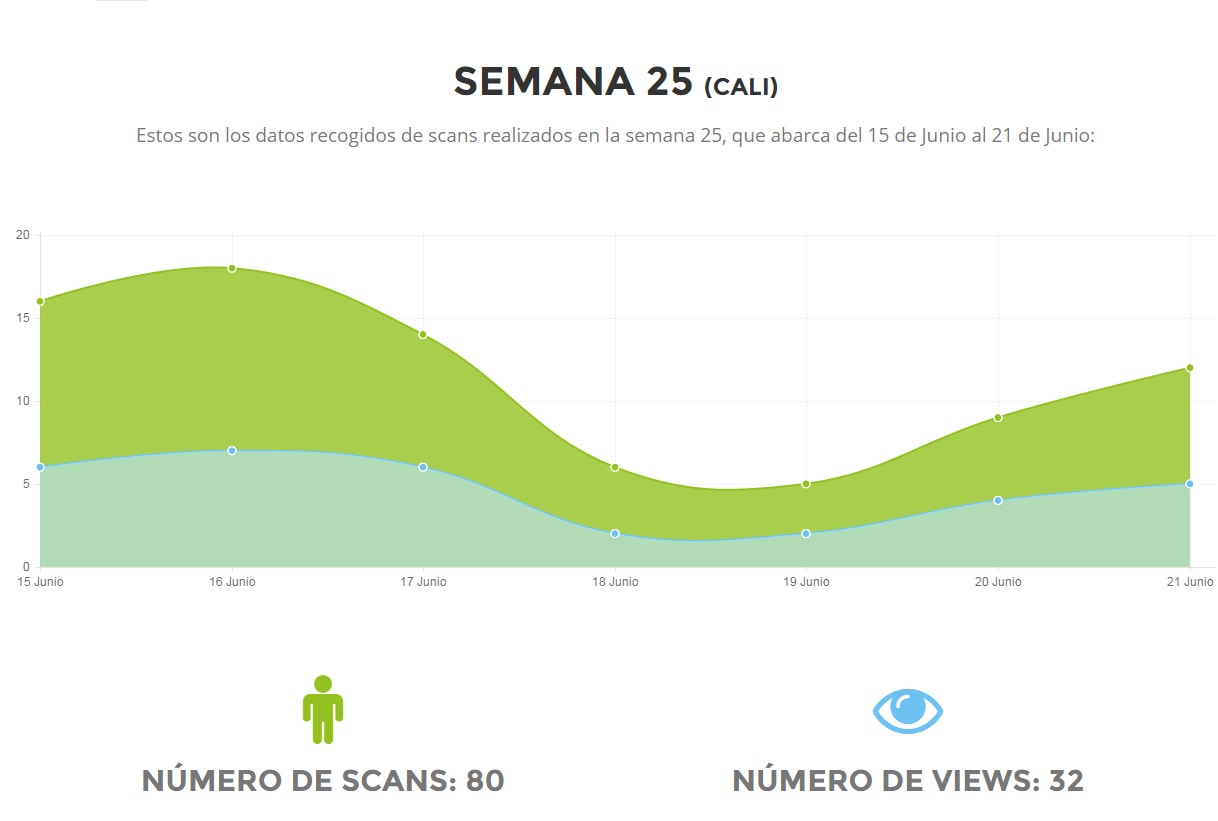 SEMANA 25 (CALI)
Estos son los datos recogidos de scans realizados en la semana 25, que abarca del 15 de Junio al 21 de Junio:
20
15
10
5
0
15 Junio 16 Junio 17 Junio 18 Junio 19 Junio 20 Junio 21 Junio
NÚMERO DE SCANS: 80
NÚMERO DE VIEWS: 32